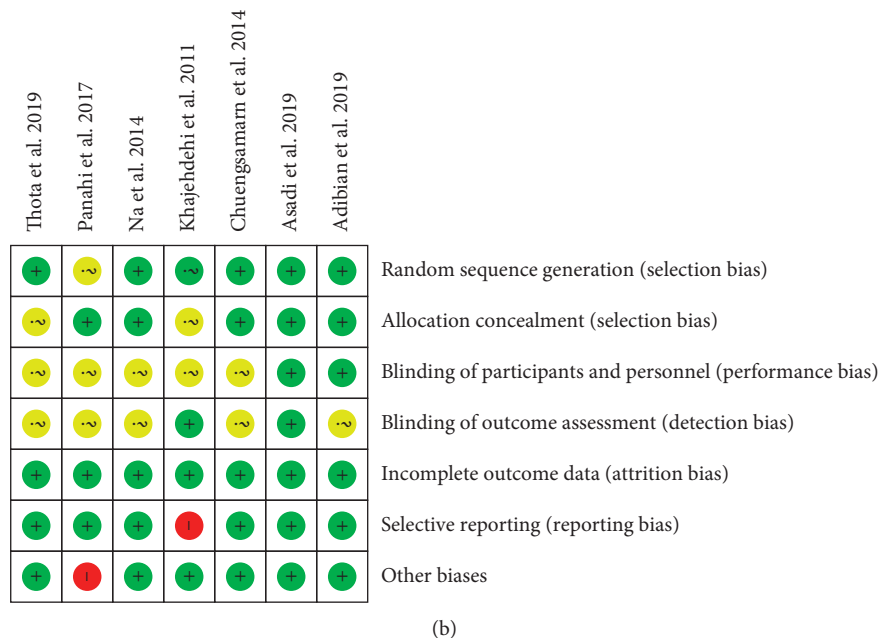 Thota et al. 2019
Panahi et al. 2017
Na et al. 2014
Khajehdehi et al. 2011
Chuengsamarn et al. 2014
Asadi et al. 2019
Adibian et al. 2019
+ ? + ? + + + Random sequence generation (selection bias)
? + + ? + + + Allocation concealment (selection bias)
? ? ? ? ? + + Blinding of participants and personnel (performance bias)
? ? ? + ? + ? Blinding of outcome assessment (detection bias)
+ + + + + + + Incomplete outcome data (attrition bias)
+ + + – + + + Selective reporting (reporting bias)
+ – + + + + + Other biases
(b)